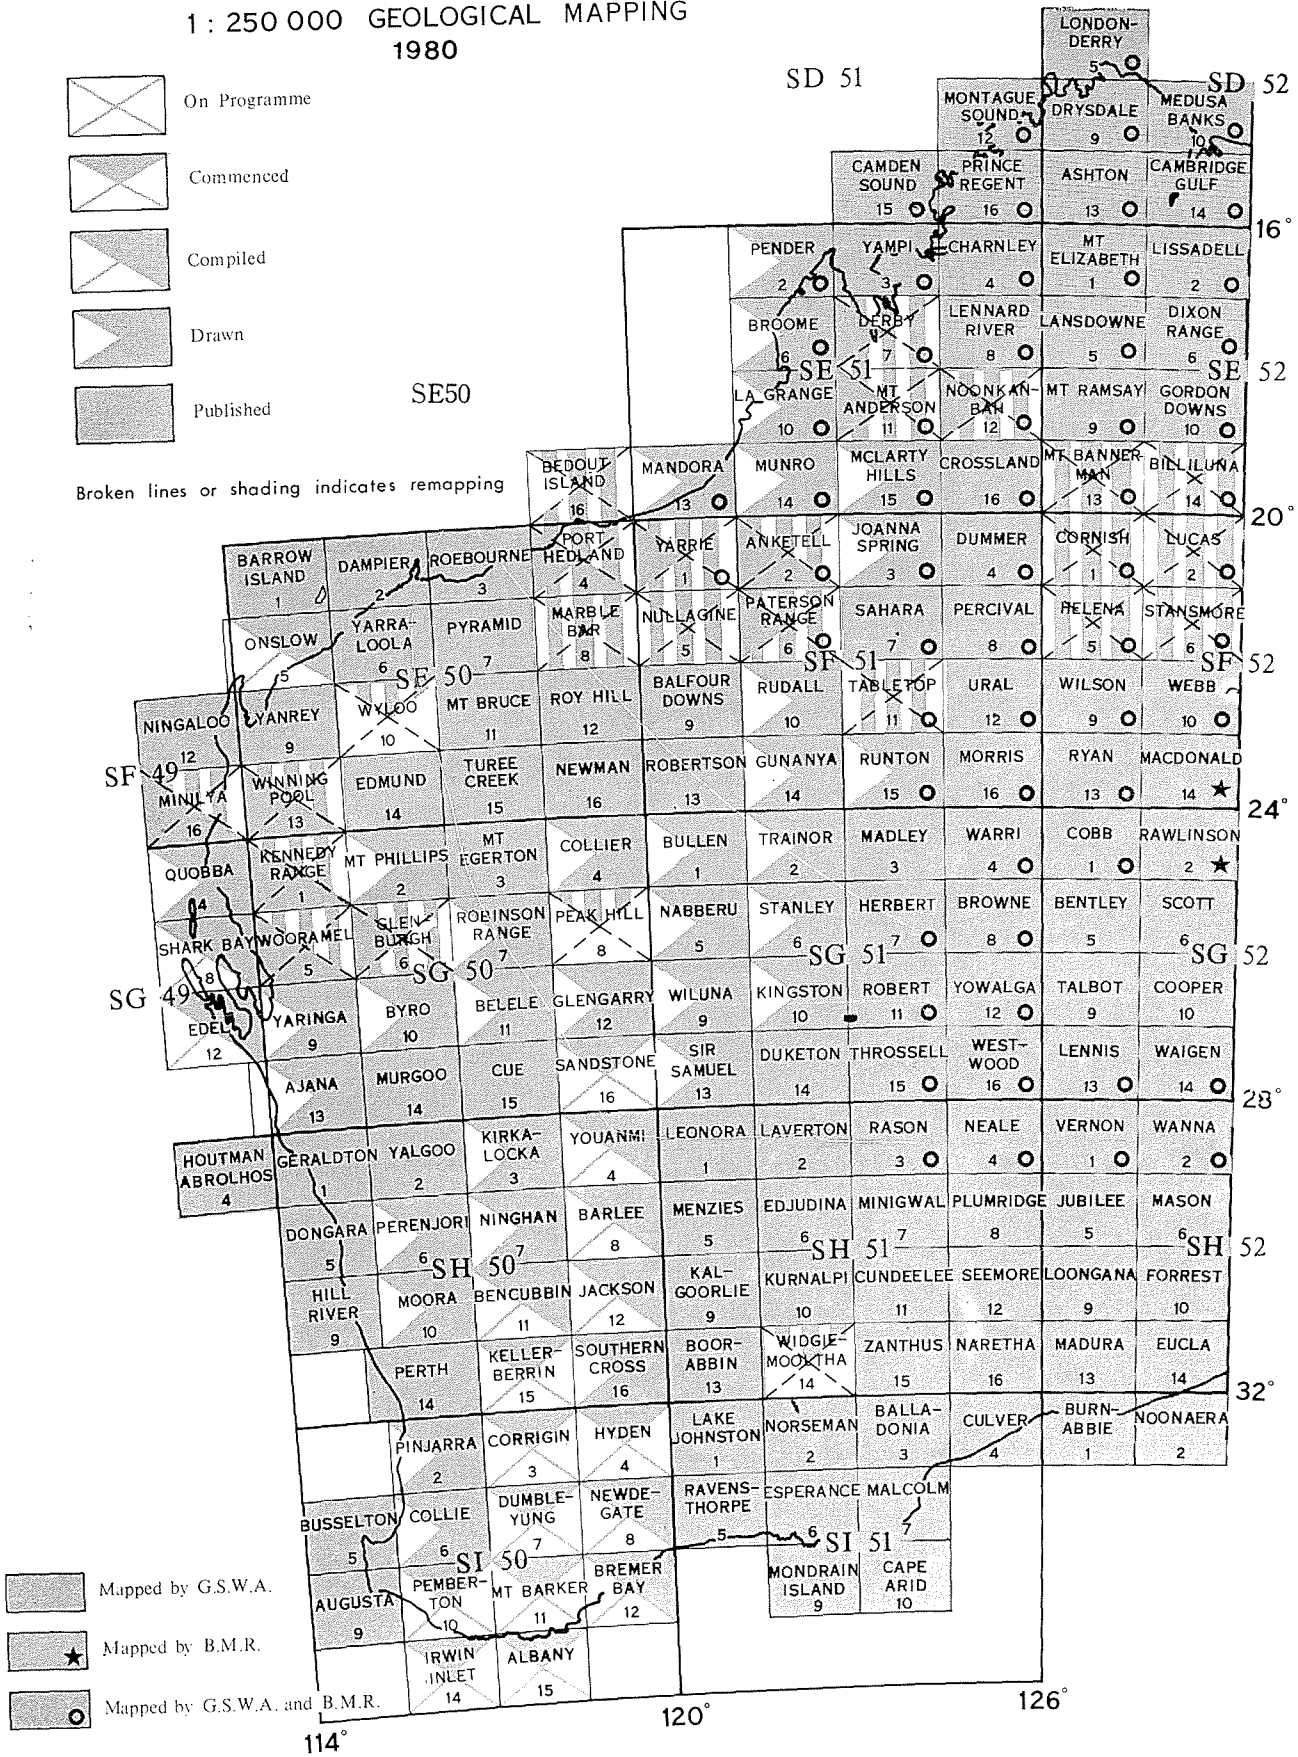 1 : 250 000 GEOLOGICAL MAPPING
1980
On Programme
Commenced
Compiled
Drawn
Published
Broken lines or shading indicates remapping
SD 51
SD 52
SE50
SE 51
SE 52
SF 49
SF 50
SF 51
SF 52
SG 49
SG 50
SG 51
SG 52
SH 50
SH 51
SH 52
SI 50
SI 51
LONDON-
DERRY
5
MONTAGUE
SOUND
12
DRYSDALE
9
MEDUSA
BANKS
10
CAMDEN
SOUND
15
PRINCE
REGENT
16
ASHTON
13
CAMBRIDGE
GULF
14
16°
PENDER
2
YAMPI
3
CHARNLEY
4
MT
ELIZABETH
1
LISSADELL
2
BROOME
6
DERBY
7
LENNARD
RIVER
8
LANSDOWNE
5
DIXON
RANGE
6
LA GRANGE
10
MT
ANDERSON
11
NOONKAN-
BAH
12
MT RAMSAY
9
GORDON
DOWNS
10
BEDOUT
ISLAND
16
MANDORA
13
MUNRO
14
MCLARTY
HILLS
15
CROSSLAND
16
MT BANNER-
MAN
13
BILLILUNA
14
20°
BARROW
ISLAND
1
DAMPIER
2
ROEBOURNE
3
PORT
HEDLAND
4
YARRIE
1
ANKETELL
2
JOANNA
SPRING
3
DUMMER
4
CORNISH
1
LUCAS
2
ONSLOW
5
YARRA-
LOOLA
6
PYRAMID
7
MARBLE
BAR
8
NULLAGINE
5
PATERSON
RANGE
6
SAHARA
7
PERCIVAL
8
HELENA
5
STANSMORE
6
NINGALOO
12
YANREY
9
WYLOO
10
MT BRUCE
11
ROY HILL
12
BALFOUR
DOWNS
9
RUDALL
10
TABLETOP
11
URAL
12
WILSON
9
WEBB
10
MINILYA
16
WINNING
POOL
13
EDMUND
14
TUREE
CREEK
15
NEWMAN
16
ROBERTSON
13
GUNANYA
14
RUNTON
15
MORRIS
16
RYAN
13
MACDONALD
14
24°
QUOBBA
4
KENNEDY
RANGE
1
MT PHILLIPS
2
MT
EGERTON
3
COLLIER
4
BULLEN
1
TRAINOR
2
MADLEY
3
WARRI
4
COBB
1
RAWLINSON
2
SHARK BAY
8
WOORAMEL
5
GLEN-
BURGH
6
ROBINSON
RANGE
7
PEAK HILL
8
NABBERU
5
STANLEY
6
HERBERT
7
BROWNE
8
BENTLEY
5
SCOTT
6
EDEL
12
YARINGA
9
BYRO
10
BELELE
11
GLENGARRY
12
WILUNA
9
KINGSTON
10
ROBERT
11
YOWALGA
12
TALBOT
9
COOPER
10
AJANA
13
MURGOO
14
CUE
15
SANDSTONE
16
SIR
SAMUEL
13
DUKETON
14
THROSSELL
15
WEST-
WOOD
16
LENNIS
13
WAIGEN
14
28°
HOUTMAN
ABROLHOS
4
GERALDTON
1
YALGOO
2
KIRKA-
LOCKA
3
YOUANMI
4
LEONORA
1
LAVERTON
2
RASON
3
NEALE
4
VERNON
1
WANNA
2
DONGARA
5
PERENJORI
6
NINGHAN
7
BARLEE
8
MENZIES
5
EDJUDINA
6
MINIGWAL
7
PLUMRIDGE
8
JUBILEE
5
MASON
6
HILL
RIVER
9
MOORA
10
BENCUBBIN
11
JACKSON
12
KAL-
GOORLIE
9
KURNALPI
10
CUNDEELEE
11
SEEMORE
12
LOONGANA
9
FORREST
10
PERTH
14
KELLER-
BERRIN
15
SOUTHERN
CROSS
16
BOOR-
ABBIN
13
WIDGIE-
MOOLTHA
14
ZANTHUS
15
NARETHA
16
MADURA
13
EUCLA
14
32°
PINJARRA
2
CORRIGIN
3
HYDEN
4
LAKE
JOHNSTON
1
NORSEMAN
2
BALLA-
DONIA
3
CULVER
4
BURN-
ABBIE
1
NOONAERA
2
BUSSELTON
5
COLLIE
6
DUMBLE-
YUNG
7
NEWDE-
GATE
8
RAVENS-
THORPE
5
ESPERANCE
6
MALCOLM
7
AUGUSTA
9
PEMBER-
TON
10
MT BARKER
11
BREMER
BAY
12
MONDRAIN
ISLAND
9
CAPE
ARID
10
IRWIN
INLET
14
ALBANY
15
Mapped by G.S.W.A.
Mapped by B.M.R.
Mapped by G.S.W.A. and B.M.R.
114°
120°
126°